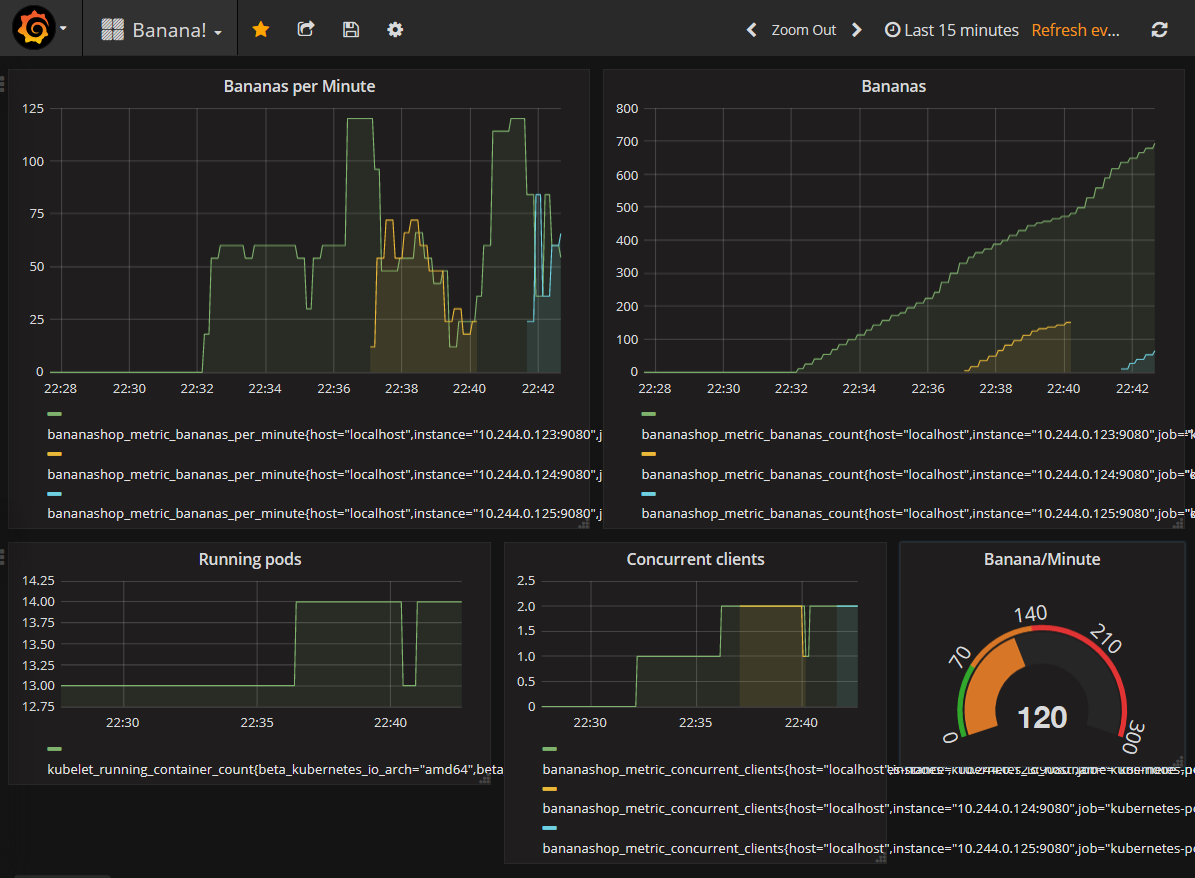 Banana!
Zoom Out
Last 15 minutes
Refresh ev...
Bananas per Minute
125
100
75
50
25
0
22:28 22:30 22:32 22:34 22:36 22:38 22:40 22:42
bananashop_metric_bananas_per_minute{host="localhost",instance="10.244.0.123:9080",j
bananashop_metric_bananas_per_minute{host="localhost",instance="10.244.0.124:9080",j
bananashop_metric_bananas_per_minute{host="localhost",instance="10.244.0.125:9080",j
Bananas
800
700
600
500
400
300
200
100
0
22:28 22:30 22:32 22:34 22:36 22:38 22:40 22:42
bananashop_metric_bananas_count{host="localhost",instance="10.244.0.123:9080",job="k
bananashop_metric_bananas_count{host="localhost",instance="10.244.0.124:9080",job="k
bananashop_metric_bananas_count{host="localhost",instance="10.244.0.125:9080",job="k
Running pods
14.25
14.00
13.75
13.50
13.25
13.00
12.75
22:30 22:35 22:40
kubelet_running_container_count{beta_kubernetes_io_arch="amd64",beta
Concurrent clients
2.5
2.0
1.5
1.0
0.5
0
22:30 22:35 22:40
bananashop_metric_concurrent_clients{host="localhost"
bananashop_metric_concurrent_clients{host="localhost",instance="10.244.0.124:9080",job="kubernetes-po
bananashop_metric_concurrent_clients{host="localhost",instance="10.244.0.125:9080",job="kubernetes-po
Banana/Minute
0
70
140
210
300
120